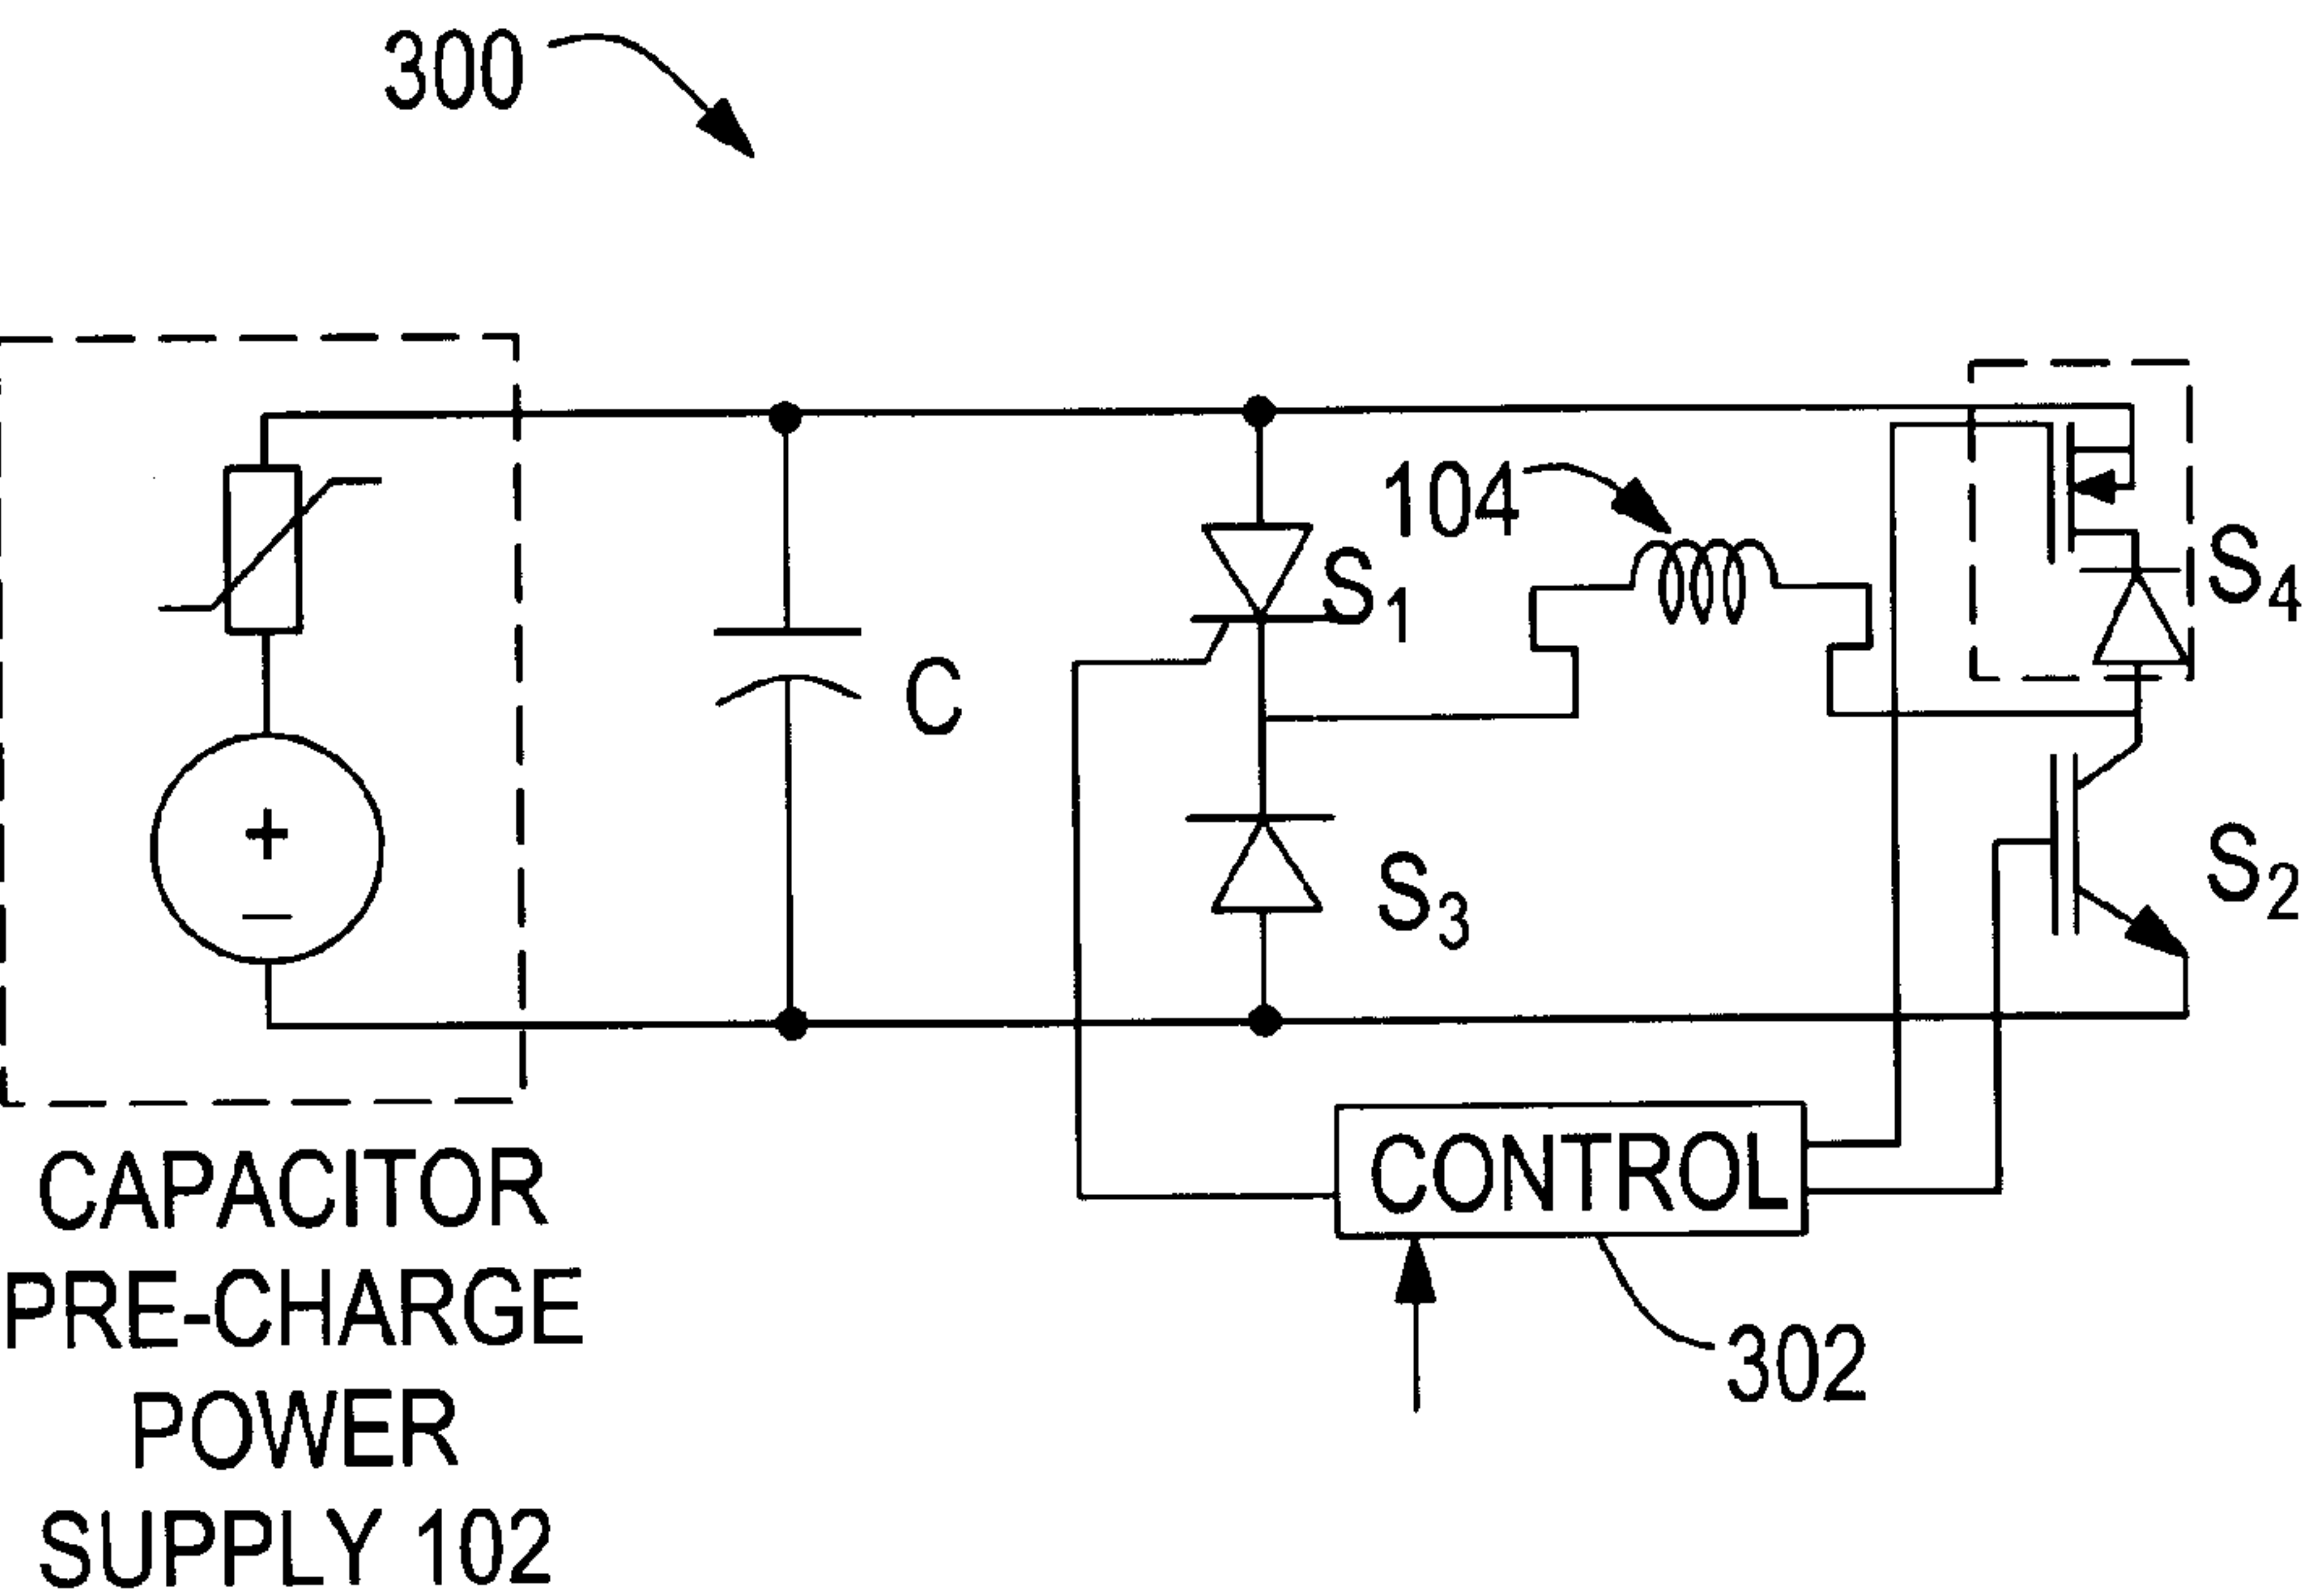 300
104
S1
S4
C
+
−
S3
S2
CONTROL
302
CAPACITOR
PRE-CHARGE
POWER
SUPPLY 102